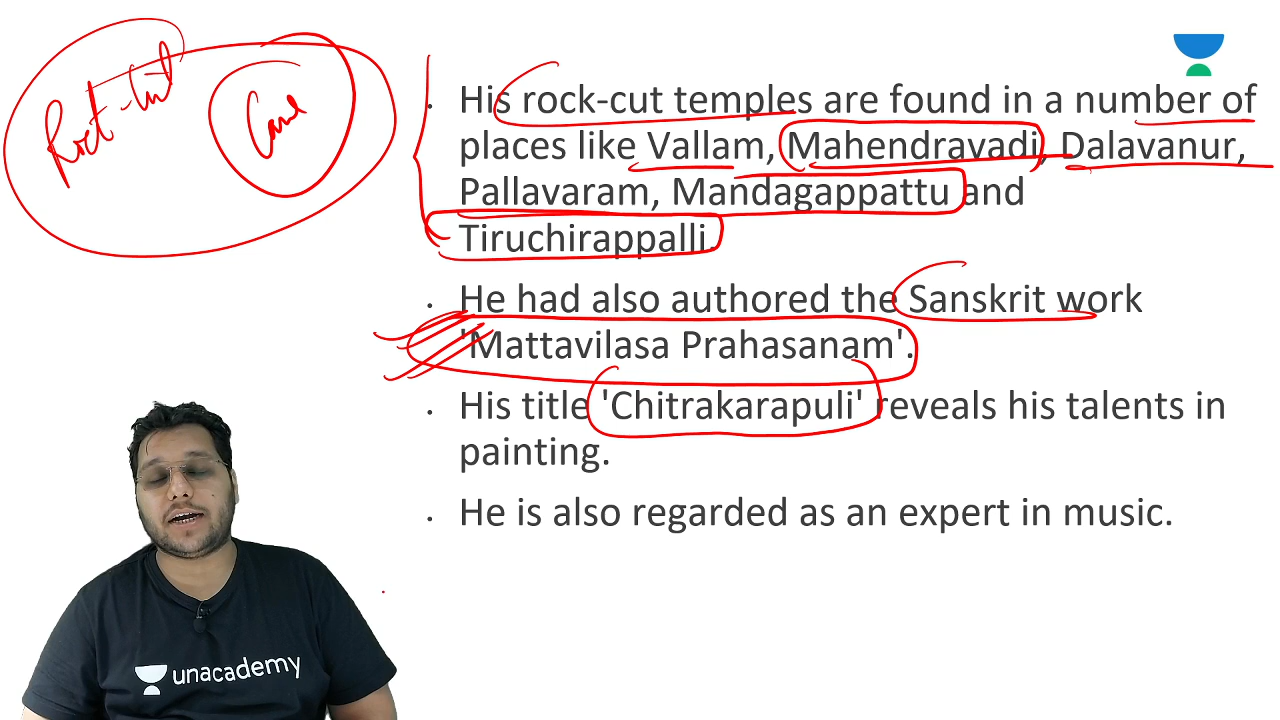 Rock-cut
Cave
• His rock-cut temples are found in a number of
places like Vallam, Mahendravadi, Dalavanur,
Pallavaram, Mandagappattu and
Tiruchirappalli.
• He had also authored the Sanskrit work
'Mattavilasa Prahasanam'.
• His title 'Chitrakarapuli' reveals his talents in
painting.
• He is also regarded as an expert in music.
unacademy